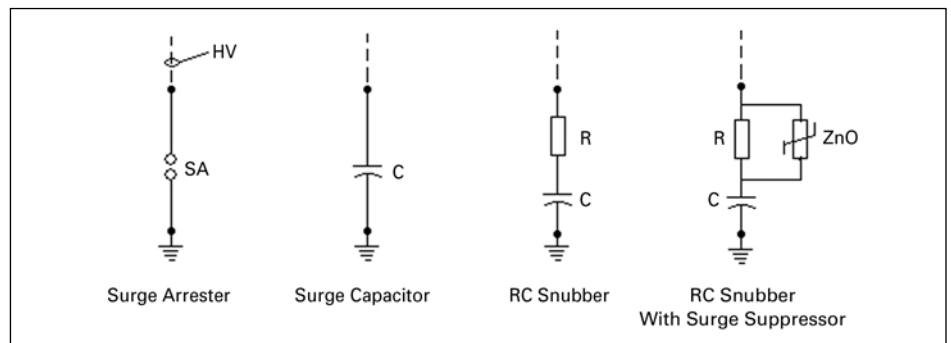 HV
SA
C
R
C
R
ZnO
C
Surge Arrester
Surge Capacitor
RC Snubber
RC Snubber
With Surge Suppressor